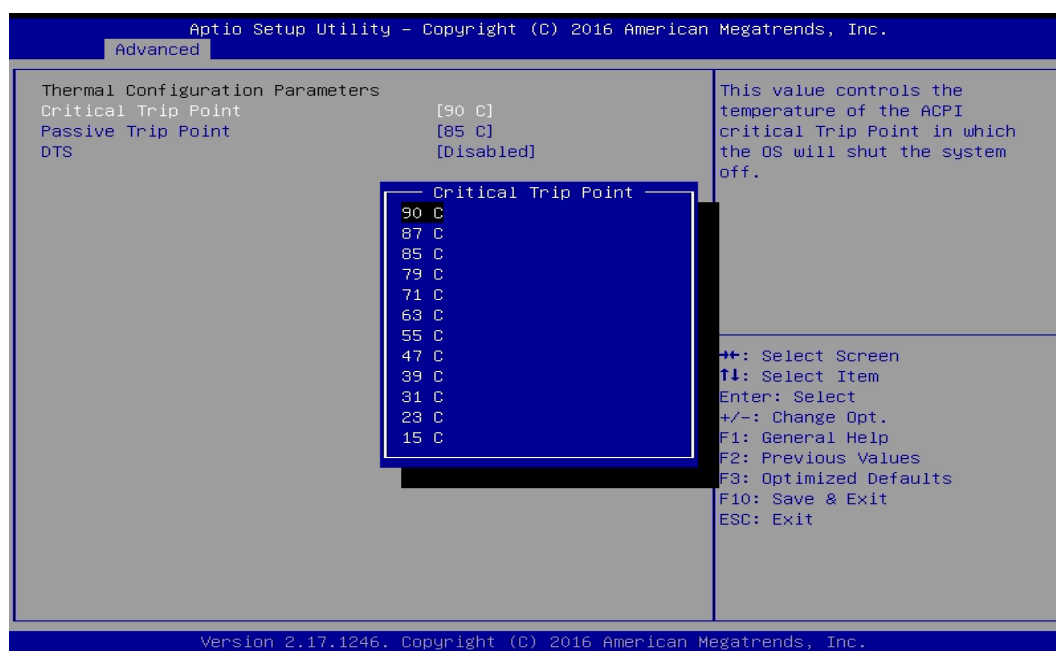 Aptio Setup Utility – Copyright (C) 2016 American Megatrends, Inc.
Advanced
Thermal Configuration Parameters
Critical Trip Point [90 C]
Passive Trip Point [85 C]
DTS [Disabled]
This value controls the
temperature of the ACPI
critical Trip Point in which
the OS will shut the system
off.
Critical Trip Point
90 C
87 C
85 C
79 C
71 C
63 C
55 C
47 C
39 C
31 C
23 C
15 C
→←: Select Screen
↑↓: Select Item
Enter: Select
+/-: Change Opt.
F1: General Help
F2: Previous Values
F3: Optimized Defaults
F10: Save & Exit
ESC: Exit
Version 2.17.1246. Copyright (C) 2016 American Megatrends, Inc.